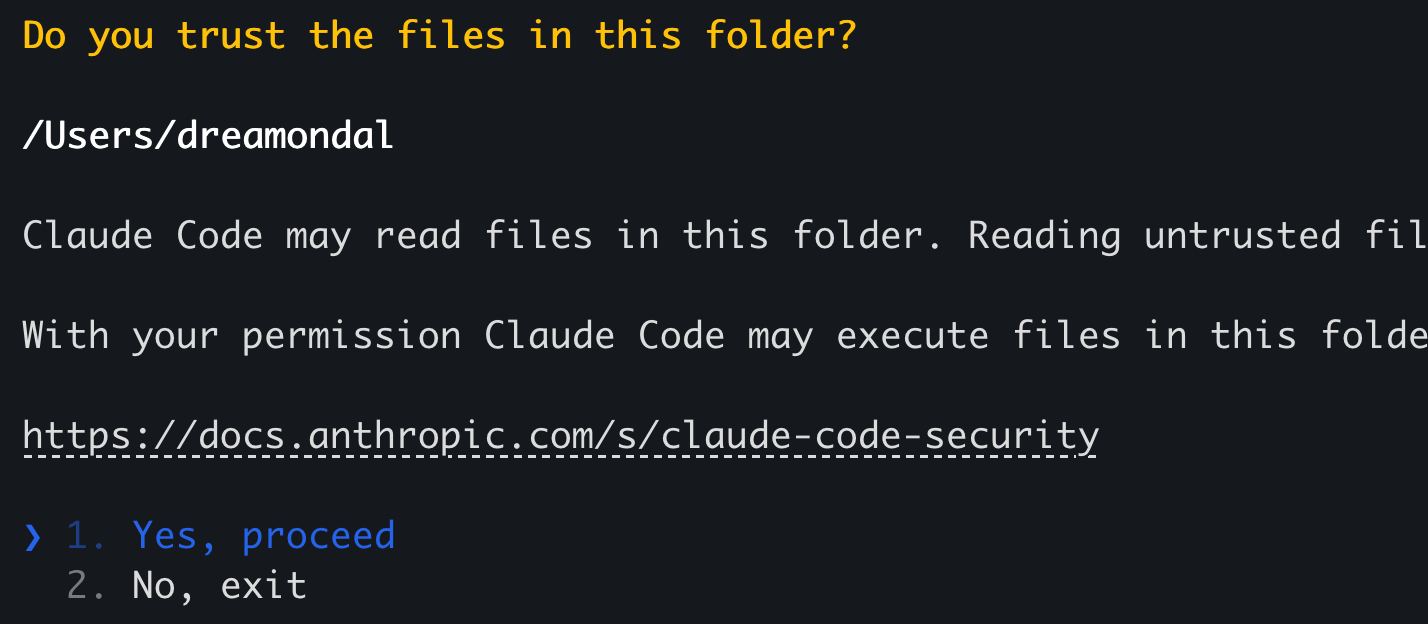 Do you trust the files in this folder?
/Users/dreamondal
Claude Code may read files in this folder. Reading untrusted fil
With your permission Claude Code may execute files in this folde
https://docs.anthropic.com/s/claude-code-security
❯ 1. Yes, proceed
2. No, exit